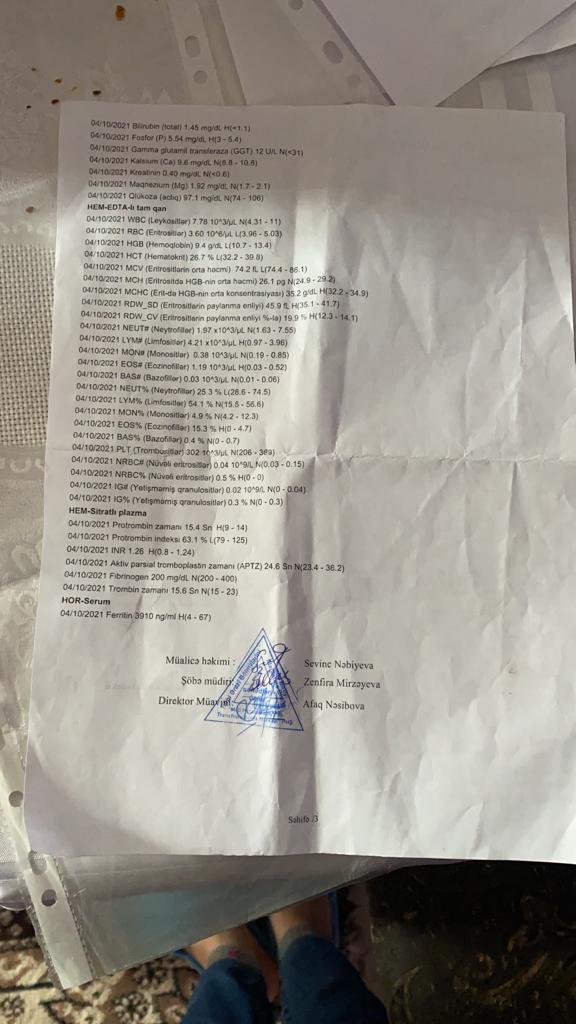 04/10/2021 Bilirubin (total) 1.45 mg/dL H(<1.1)
04/10/2021 Fosfor (P) 5.54 mg/dL H(3 - 5.4)
04/10/2021 Gamma glutamil transferaza (GGT) 12 U/L N(<31)
04/10/2021 Kalsium (Ca) 9.6 mg/dL N(8.8 - 10.8)
04/10/2021 Kreatinin 0.40 mg/dL N(<0.6)
04/10/2021 Maqnezium (Mg) 1.92 mg/dL N(1.7 - 2.1)
04/10/2021 Qlükoza (aclıq) 97.1 mg/dL N(74 - 106)
HEM-EDTA-lı tam qan
04/10/2021 WBC (Leykositlər) 7.78 10^3/µL N(4.31 - 11)
04/10/2021 RBC (Eritrositlər) 3.60 10^6/µL L(3.96 - 5.03)
04/10/2021 HGB (Hemoqlobin) 9.4 g/dL L(10.7 - 13.4)
04/10/2021 HCT (Hematokrit) 26.7 % L(32.2 - 39.8)
04/10/2021 MCV (Eritrositlərin orta həcmi) 74.2 fL L(74.4 - 86.1)
04/10/2021 MCH (Eritrositdə HGB-nin orta həcmi) 26.1 pg N(24.9 - 29.2)
04/10/2021 MCHC (Erit-də HGB-nin orta konsentrasiyası) 35.2 g/dL H(32.2 - 34.9)
04/10/2021 RDW_SD (Eritrositlərin paylanma enliyi) 45.9 fL H(35.1 - 41.7)
04/10/2021 RDW_CV (Eritrositlərin paylanma enliyi %-lə) 19.9 % H(12.3 - 14.1)
04/10/2021 NEUT# (Neytrofillər) 1.97 x10^3/µL N(1.63 - 7.55)
04/10/2021 LYM# (Limfositlər) 4.21 x10^3/µL H(0.97 - 3.96)
04/10/2021 MON# (Monositlər) 0.38 10^3/µL N(0.19 - 0.85)
04/10/2021 EOS# (Eozinofillər) 1.19 10^3/µL H(0.03 - 0.52)
04/10/2021 BAS# (Bazofillər) 0.03 10^3/µL N(0.01 - 0.06)
04/10/2021 NEUT% (Neytrofillər) 25.3 % L(28.6 - 74.5)
04/10/2021 LYM% (Limfositlər) 54.1 % N(15.5 - 56.6)
04/10/2021 MON% (Monositlər) 4.9 % N(4.2 - 12.3)
04/10/2021 EOS% (Eozinofillər) 15.3 % H(0 - 4.7)
04/10/2021 BAS% (Bazofillər) 0.4 % N(0 - 0.7)
04/10/2021 PLT (Trombositlər) 302 10^3/µL N(206 - 369)
04/10/2021 NRBC# (Nüvəli eritrositlər) 0.04 10^9/L N(0.03 - 0.15)
04/10/2021 NRBC% (Nüvəli eritrositlər) 0.5 % H(0 - 0)
04/10/2021 IG# (Yetişməmiş qranulositlər) 0.02 10^9/L N(0 - 0.04)
04/10/2021 IG% (Yetişməmiş qranulositlər) 0.3 % N(0 - 0.3)
HEM-Sitratlı plazma
04/10/2021 Protrombin zamanı 15.4 Sn H(9 - 14)
04/10/2021 Protrombin indeksi 63.1 % L(79 - 125)
04/10/2021 INR 1.26 H(0.8 - 1.24)
04/10/2021 Aktiv parsial tromboplastin zamanı (APTZ) 24.6 Sn N(23.4 - 36.2)
04/10/2021 Fibrinogen 200 mg/dL N(200 - 400)
04/10/2021 Trombin zamanı 15.6 Sn N(15 - 23)
HOR-Serum
04/10/2021 Ferritin 3910 ng/ml H(4 - 67)
Müalicə həkimi : Sevinc Nəbiyeva
Şöbə müdiri: Zenfira Mirzəyeva
Direktor Müavini: Afaq Nəsibova
Səhifə /3